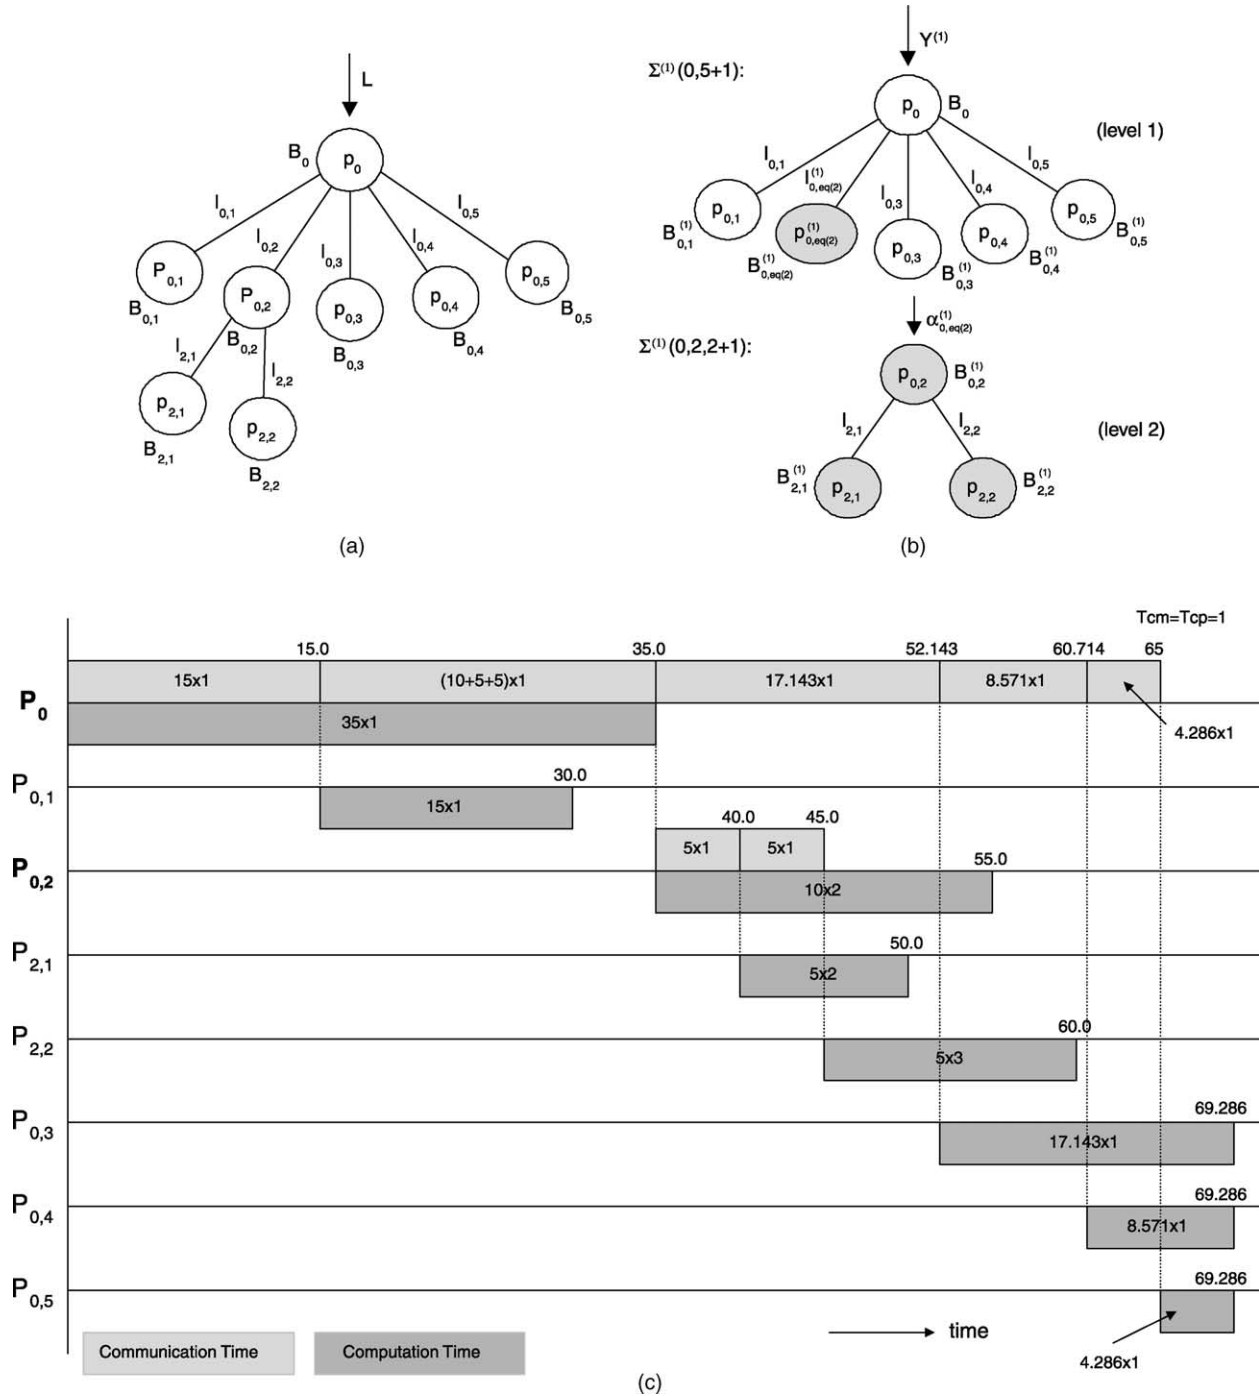 L
B0 p0
l0,1 l0,2 l0,3 l0,4 l0,5
P0,1 P0,2 p0,3 p0,4 p0,5
B0,1 B0,2 B0,3 B0,4 B0,5
l2,1 l2,2
p2,1 p2,2
B2,1 B2,2
(a)
Y(1)
Σ(1) (0,5+1):
p0 B0
(level 1)
l0,1 l(1)0,eq(2) l0,3 l0,4 l0,5
p0,1 p(1)0,eq(2) p0,3 p0,4 p0,5
B(1)0,1 B(1)0,eq(2) B(1)0,3 B(1)0,4 B(1)0,5
α(1)0,eq(2)
Σ(1) (0,2,2+1):
p0,2 B(1)0,2
l2,1 l2,2
(level 2)
B(1)2,1 p2,1 p2,2 B(1)2,2
(b)
Tcm=Tcp=1
15.0 35.0 52.143 60.714 65
P0 15x1 (10+5+5)x1 17.143x1 8.571x1
4.286x1
35x1
P0,1 30.0
15x1
40.0 45.0
5x1 5x1
P0,2 55.0
10x2
P2,1 50.0
5x2
P2,2 60.0
5x3
P0,3 69.286
17.143x1
P0,4 69.286
8.571x1
P0,5 69.286
4.286x1
time
Communication Time Computation Time
(c)